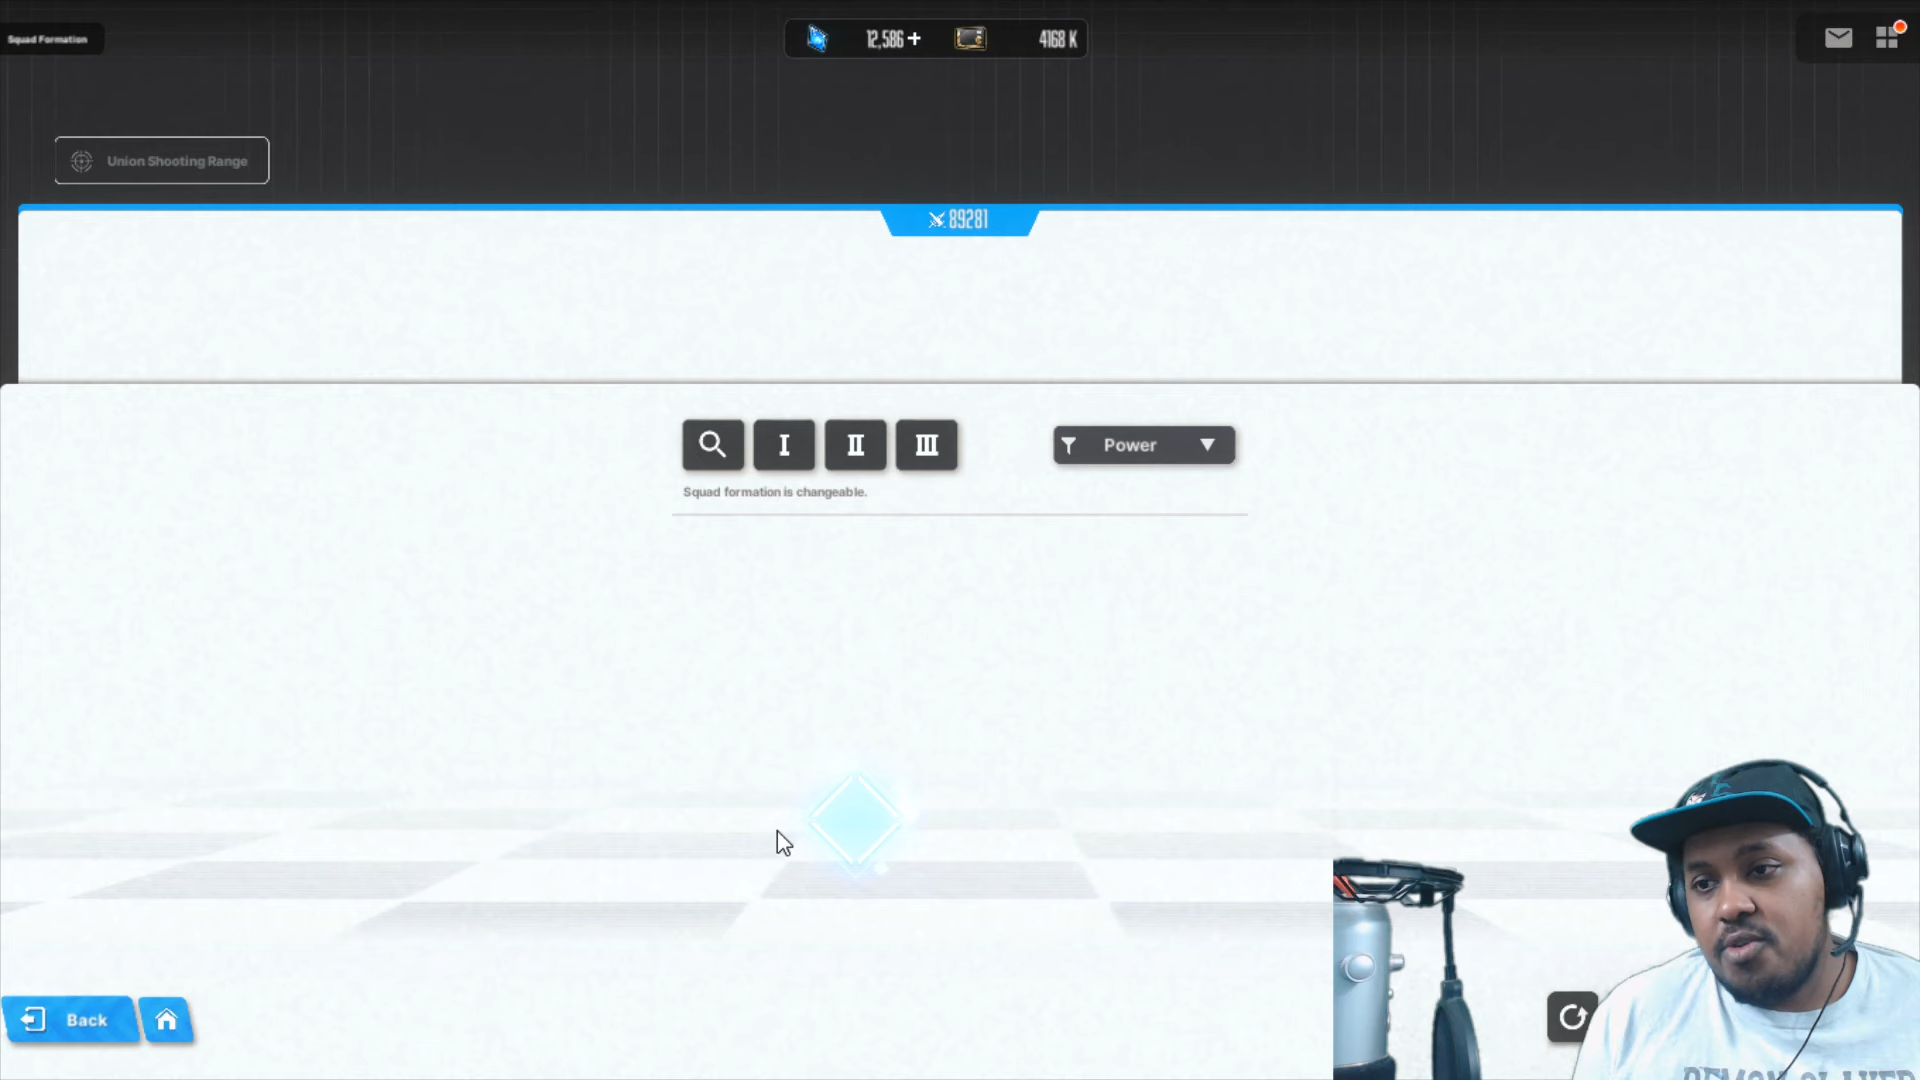 Squad Formation
12,586 +
4168 K
Union Shooting Range
89281
I
II
III
Power
Squad formation is changeable.
Back